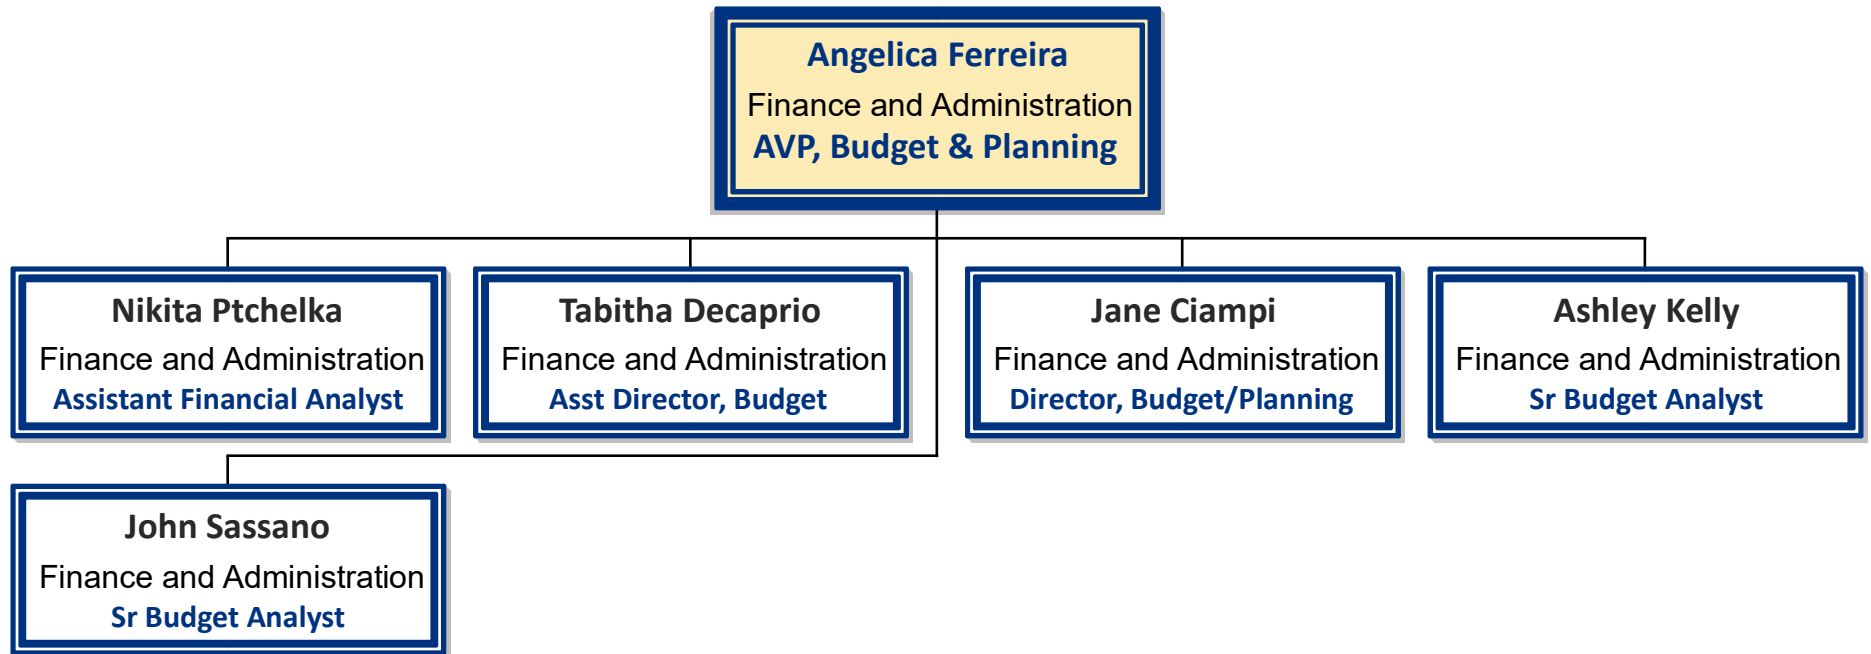 Angelica Ferreira
Finance and Administration
AVP, Budget & Planning
Nikita Ptchelka
Finance and Administration
Assistant Financial Analyst
Tabitha Decaprio
Finance and Administration
Asst Director, Budget
Jane Ciampi
Finance and Administration
Director, Budget/Planning
Ashley Kelly
Finance and Administration
Sr Budget Analyst
John Sassano
Finance and Administration
Sr Budget Analyst